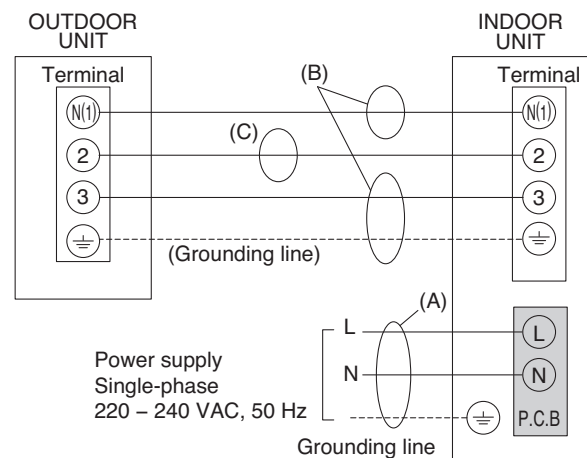 OUTDOOR
UNIT
INDOOR
UNIT
Terminal
(B)
Terminal
N(1)
(C)
N(1)
2
2
3
3
(Grounding line)
(A)
L
L
Power supply
N
N
Single-phase
220 – 240 VAC, 50 Hz
P.C.B
Grounding line